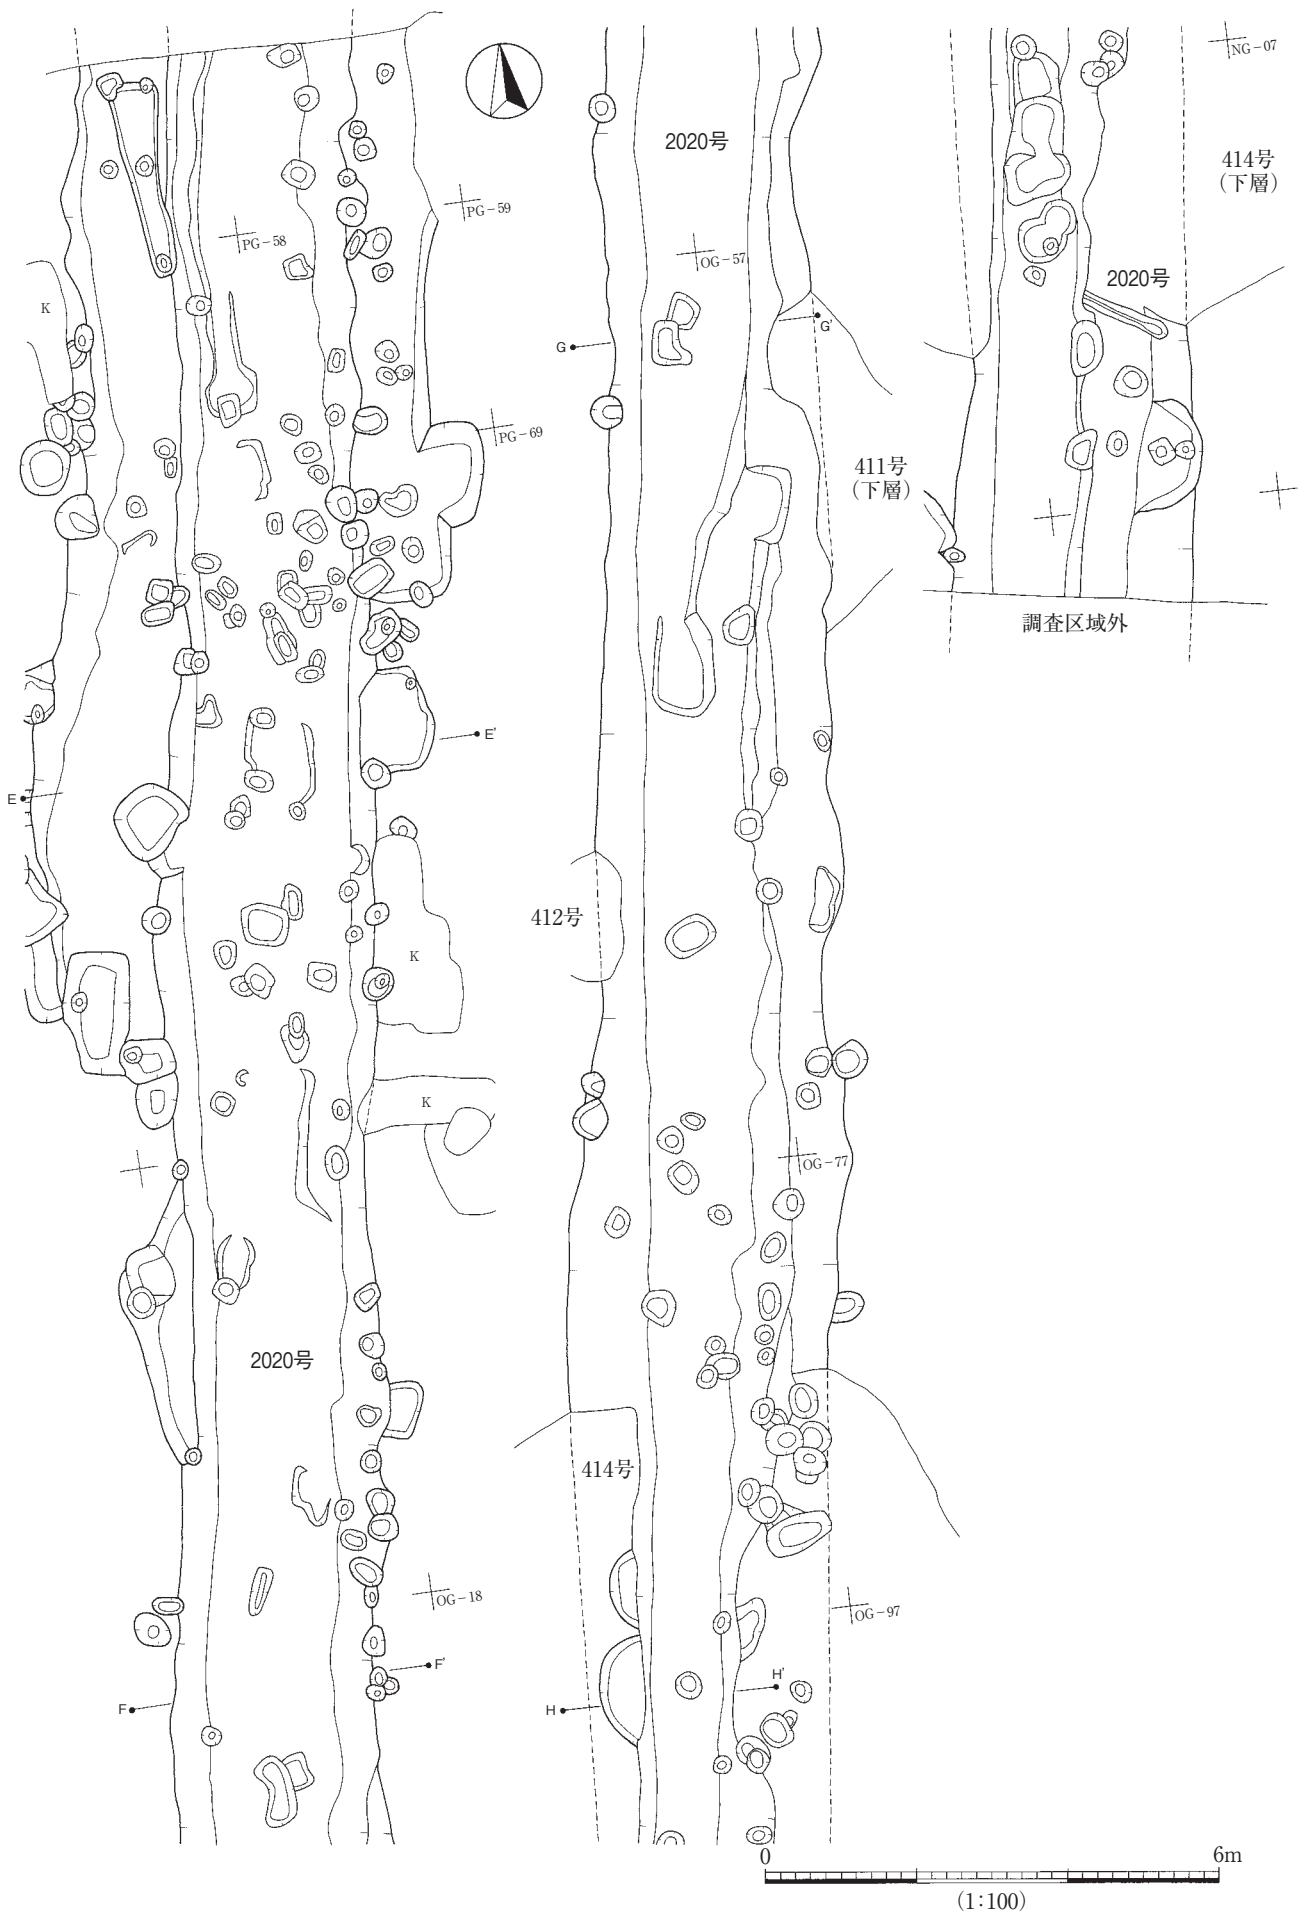 PG-59
PG-58
K
PG-69
E'
E
K
K
2020号
OG-18
F'
F
2020号
OG-57
G'
G
411号
(下層)
412号
OG-77
414号
OG-97
H'
H
NG-07
414号
(下層)
2020号
調査区域外
0 6m
(1:100)